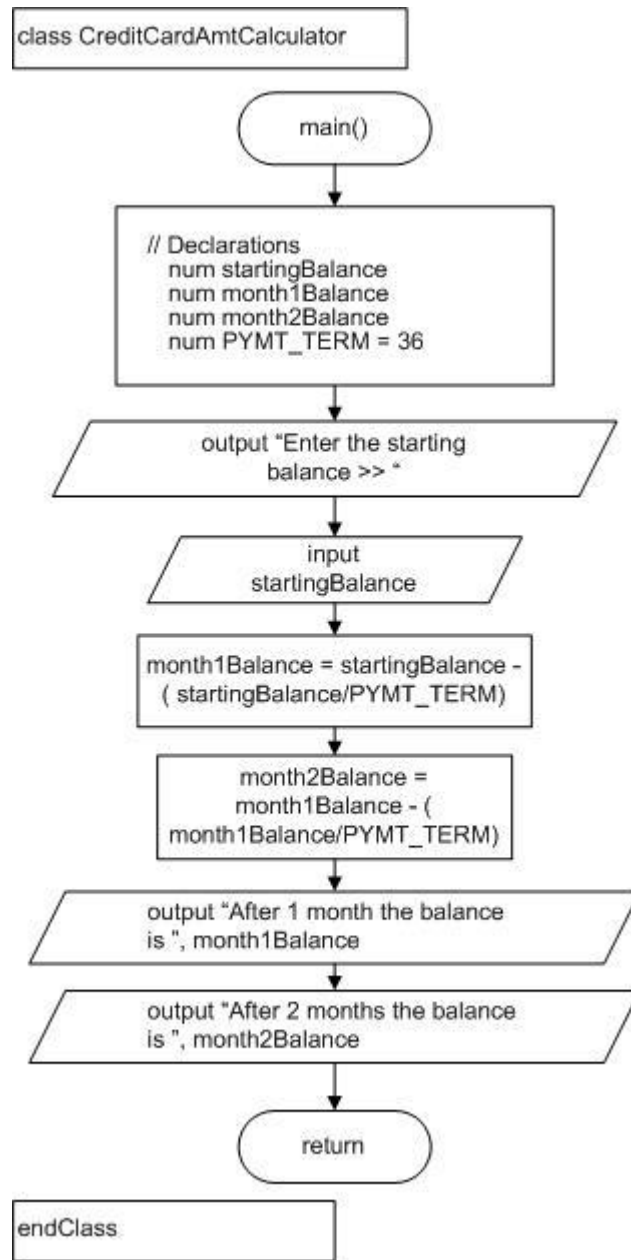 class CreditCardAmtCalculator
main()
// Declarations
num startingBalance
num month1Balance
num month2Balance
num PYMT_TERM = 36
output “Enter the starting
balance >> “
input
startingBalance
month1Balance = startingBalance -
( startingBalance/PYMT_TERM)
month2Balance =
month1Balance - (
month1Balance/PYMT_TERM)
output “After 1 month the balance
is ”, month1Balance
output “After 2 months the balance
is ”, month2Balance
return
endClass